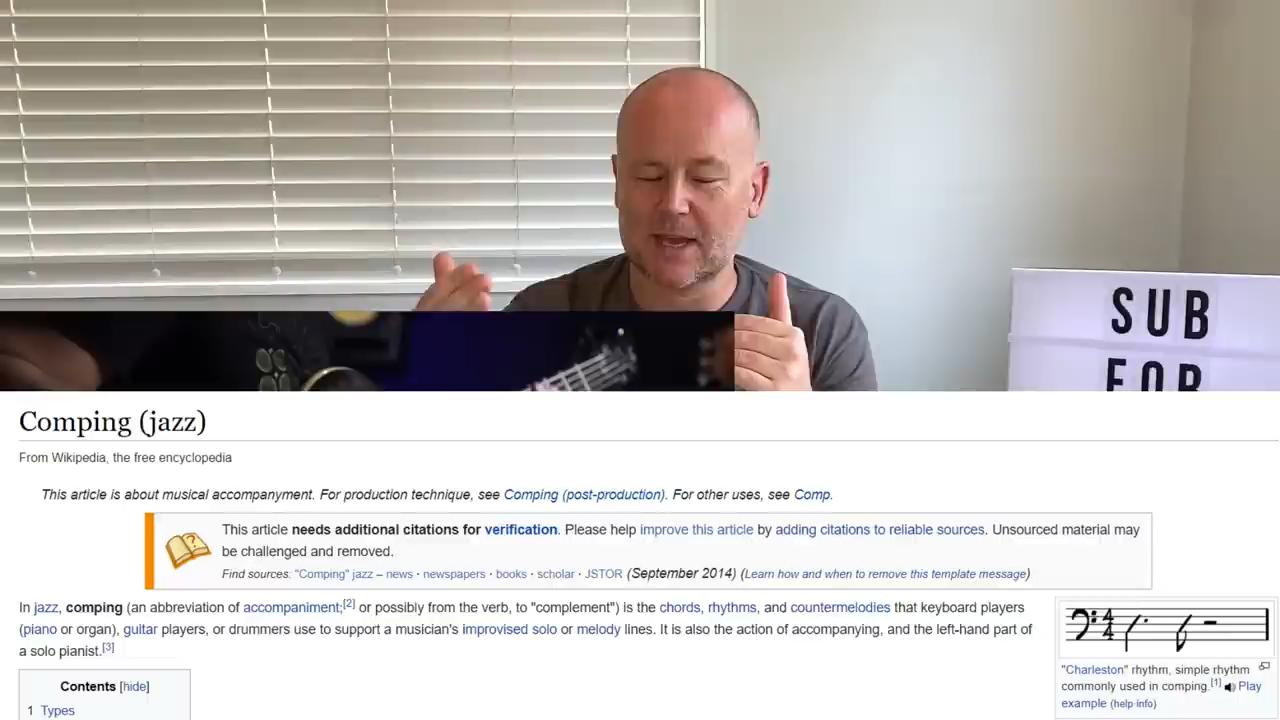 SUB
FOR
Comping (jazz)
From Wikipedia, the free encyclopedia
This article is about musical accompanyment. For production technique, see Comping (post-production). For other uses, see Comp.
This article needs additional citations for verification. Please help improve this article by adding citations to reliable sources. Unsourced material may
be challenged and removed.
Find sources: "Comping" jazz – news · newspapers · books · scholar · JSTOR (September 2014) (Learn how and when to remove this template message)
In jazz, comping (an abbreviation of accompaniment;[2] or possibly from the verb, to "complement") is the chords, rhythms, and countermelodies that keyboard players
(piano or organ), guitar players, or drummers use to support a musician's improvised solo or melody lines. It is also the action of accompanying, and the left-hand part of
a solo pianist.[3]
4
4
"Charleston" rhythm, simple rhythm
commonly used in comping.[1] Play
example (help·info)
Contents [hide]
1 Types